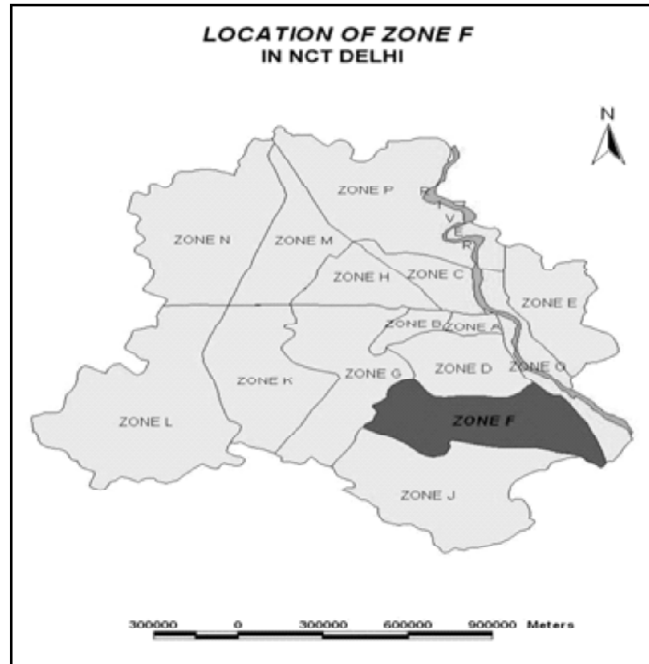 LOCATION OF ZONE F
IN NCT DELHI
N
ZONE P
RIVER
ZONE N
ZONE M
ZONE H
ZONE C
ZONE E
ZONE B
ZONE A
ZONE K
ZONE G
ZONE D
ZONE O
ZONE L
ZONE F
ZONE J
300000 0 300000 600000 900000 Meters